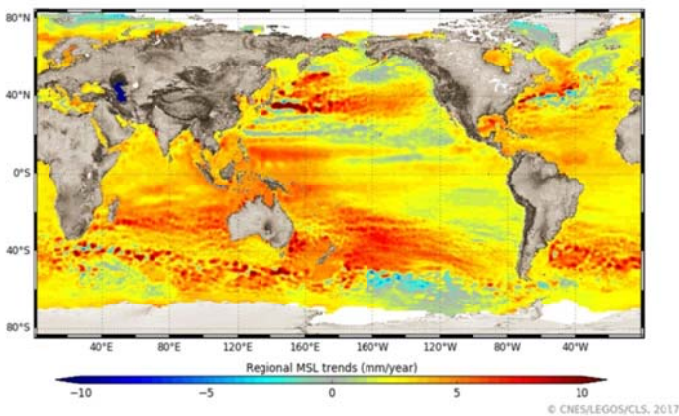 80°N
40°N
0°S
40°S
80°S
40°E 80°E 120°E 160°E 160°W 120°W 80°W 40°W
Regional MSL trends (mm/year)
−10 −5 0 5 10
© CNES/LEGOS/CLS, 2017